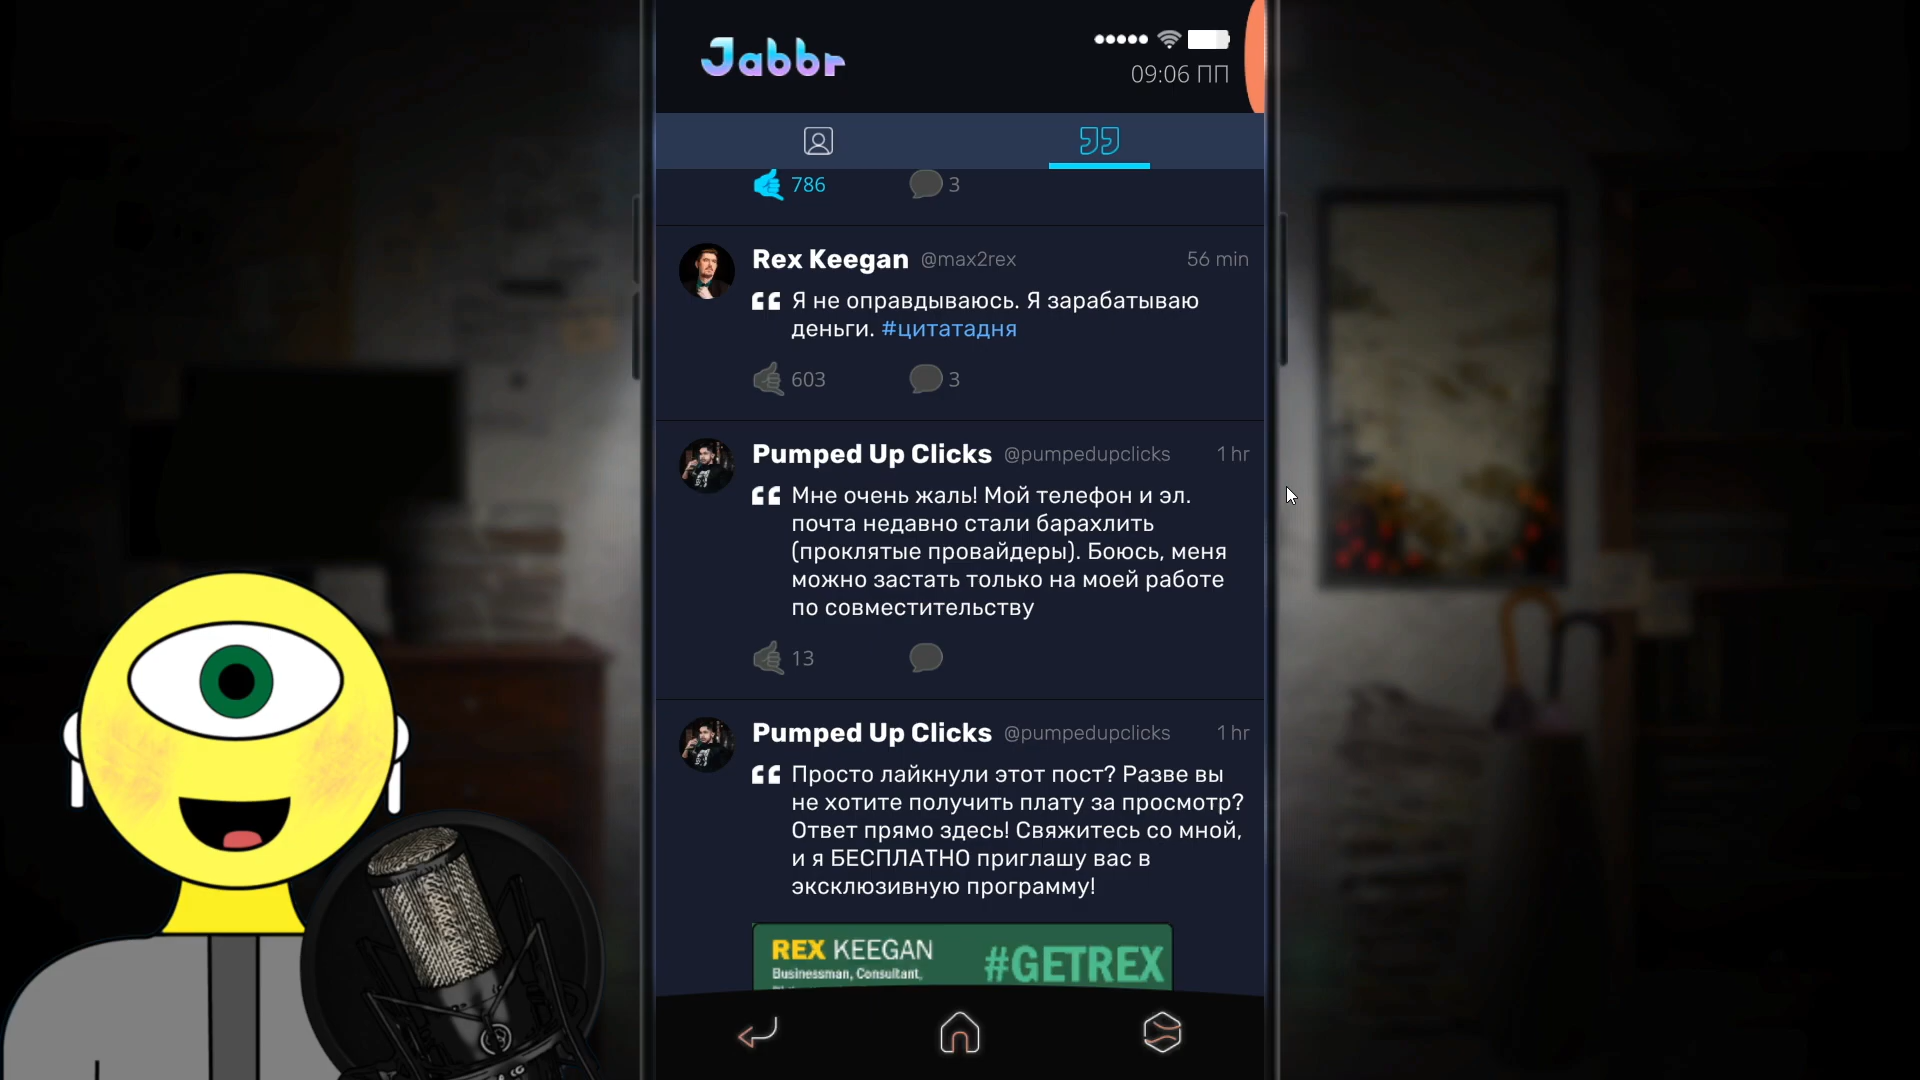 Jabbr
09:06 ПП
786 3
Rex Keegan @max2rex 56 min
Я не оправдываюсь. Я зарабатываю
деньги. #цитатадня
603 3
Pumped Up Clicks @pumpedupclicks 1 hr
Мне очень жаль! Мой телефон и эл.
почта недавно стали барахлить
(проклятые провайдеры). Боюсь, меня
можно застать только на моей работе
по совместительству
13
Pumped Up Clicks @pumpedupclicks 1 hr
Просто лайкнули этот пост? Разве вы
не хотите получить плату за просмотр?
Ответ прямо здесь! Свяжитесь со мной,
и я БЕСПЛАТНО приглашу вас в
эксклюзивную программу!
REX KEEGAN #GETREX
Businessman, Consultant,